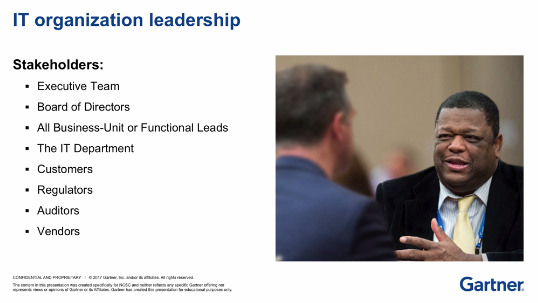 IT organization leadership
Stakeholders:
▪ Executive Team
▪ Board of Directors
▪ All Business-Unit or Functional Leads
▪ The IT Department
▪ Customers
▪ Regulators
▪ Auditors
▪ Vendors
CONFIDENTIAL AND PROPRIETARY | © 2017 Gartner, Inc. and/or its affiliates. All rights reserved.
The content in this presentation was created specifically for NCSC and neither reflects any specific Gartner offering nor
represents views or opinions of Gartner or its affiliates. Gartner has created this presentation for educational purposes only.
Gartner